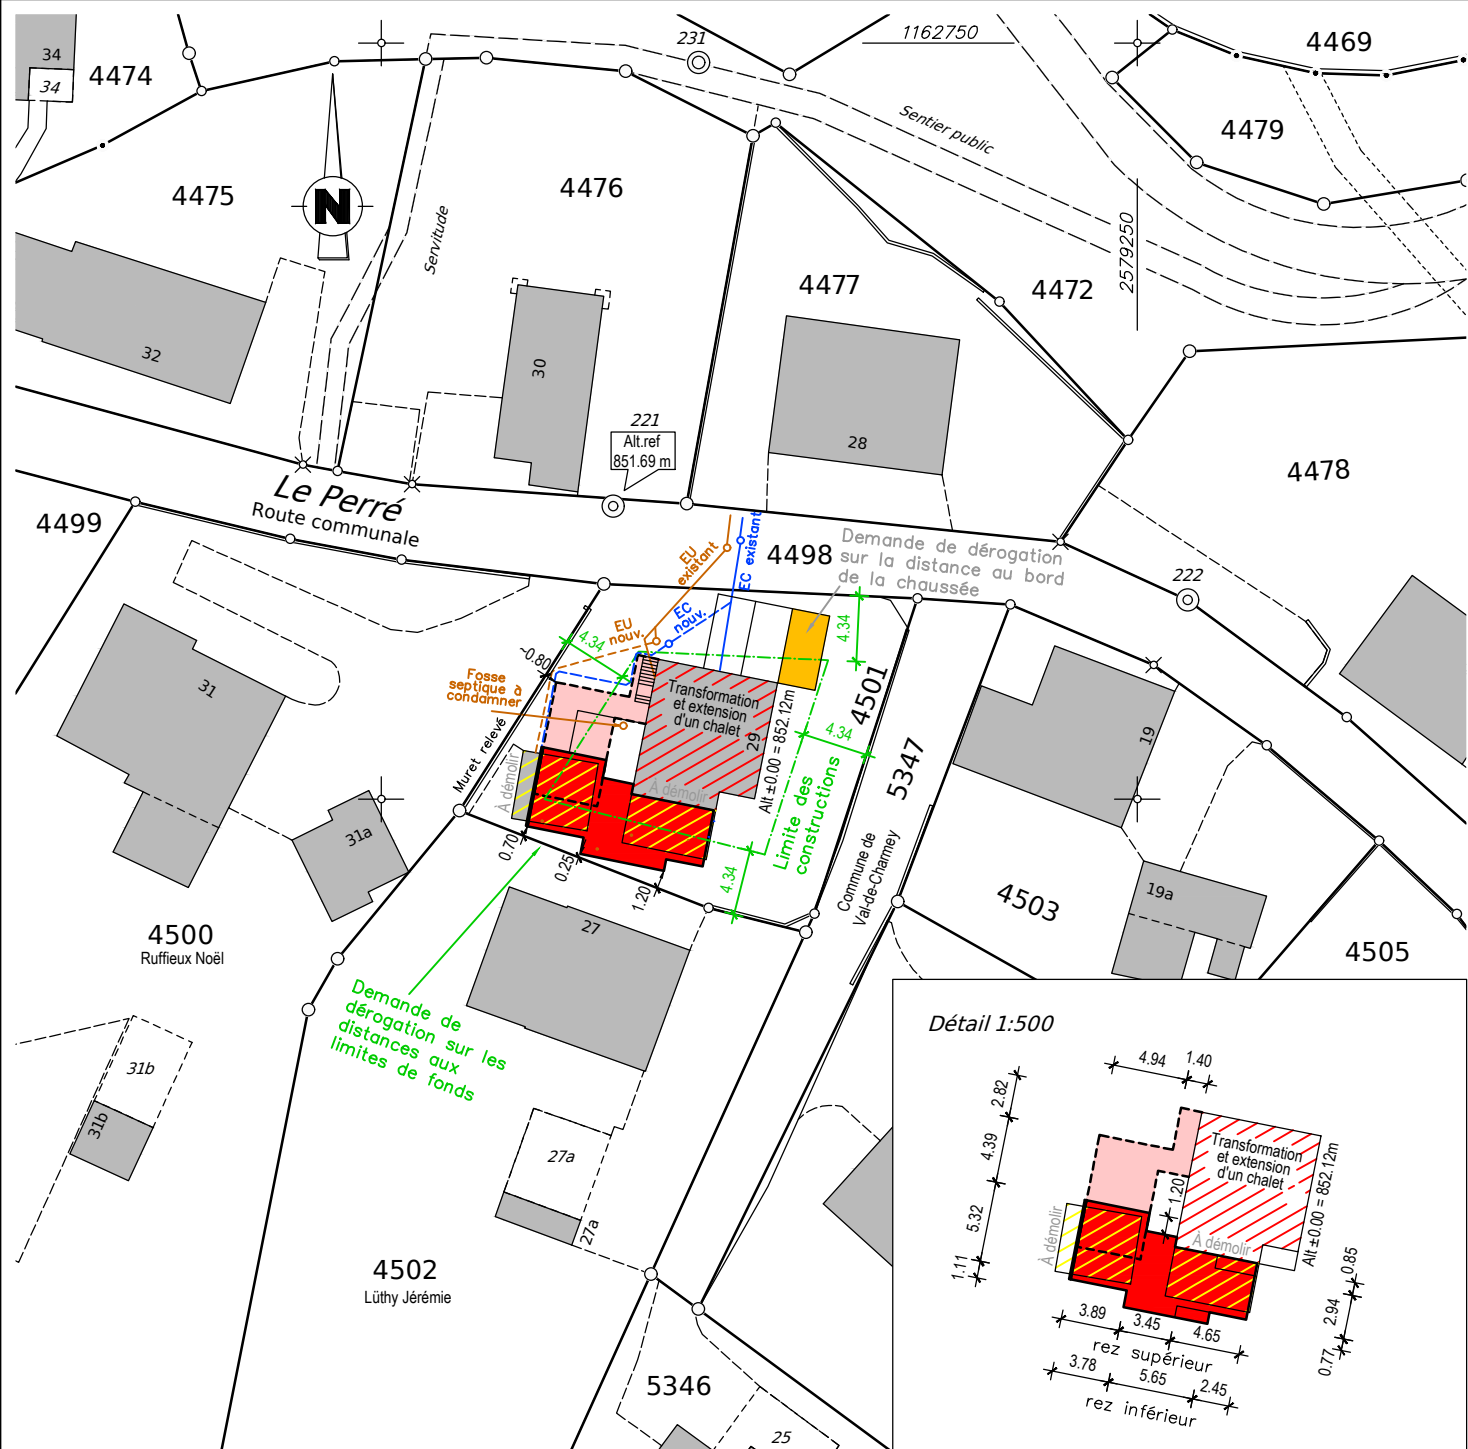 34
34
4474
231
1162750
4469
4479
Sentier public
4475
N
4476
Servitude
2579250
4477
4472
32
30
28
221
Alt.ref
851.69 m
4478
Le Perré
Route communale
4499
EU
existant
EC existant
4498
Demande de dérogation
sur la distance au bord
de la chaussée
222
EU
nouv.
EC
nouv.
4.34
4.34
~0.80
Fosse
septique à
condamner
Transformation
et extension
d'un chalet
29
Alt ±0.00 = 852.12m
4501
4.34
31
Muret relevé
À démolir
À démolir
Limite des
constructions
5347
19
31a
0.70
0.25
1.20
4.34
Commune de
Val-de-Charmey
4503
19a
4505
4500
Ruffieux Noël
27
Demande de
dérogation sur les
distances aux
limites de fonds
31b
31b
27a
27a
4502
Lüthy Jérémie
5346
25
Détail 1:500
4.94
1.40
2.82
4.39
5.32
1.11
Transformation
et extension
d'un chalet
1.20
Alt ±0.00 = 852.12m
À démolir
À démolir
0.85
2.94
0.77
3.89
3.45
4.65
rez supérieur
3.78
5.65
2.45
rez inférieur